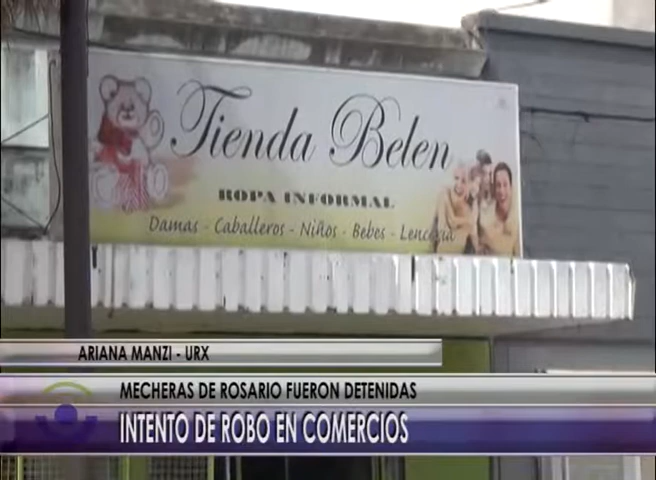 Tienda Belen
ROPA INFORMAL
Damas - Caballeros - Niños - Bebes - Lencería
ARIANA MANZI - URX
MECHERAS DE ROSARIO FUERON DETENIDAS
INTENTO DE ROBO EN COMERCIOS